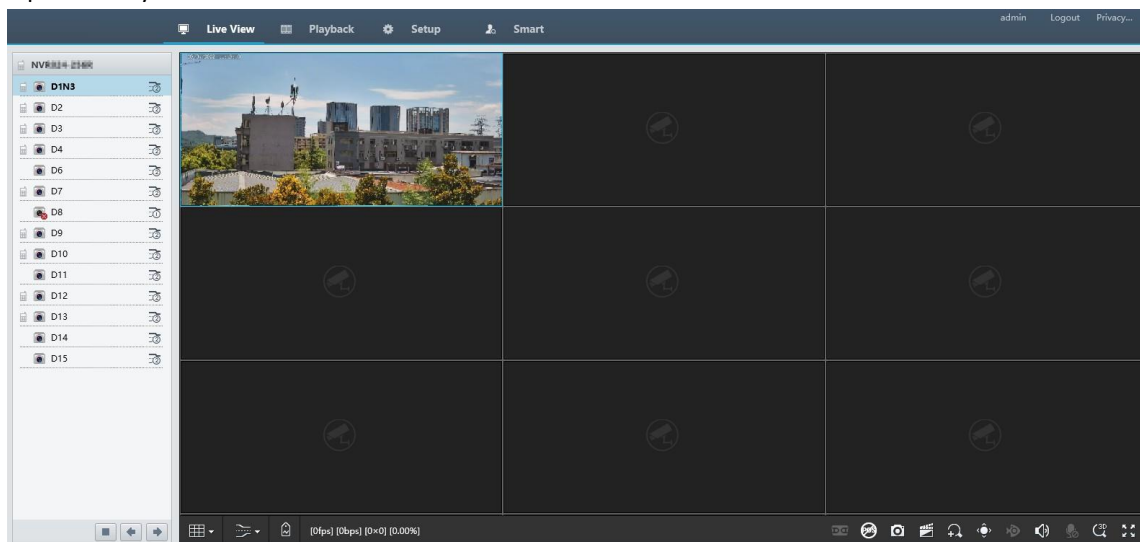 Live View
Playback
Setup
Smart
admin
Logout
Privacy...
D1N3
D2
D3
D4
D6
D7
D8
D9
D10
D11
D12
D13
D14
D15
[0fps] [0bps] [0×0] [0.00%]